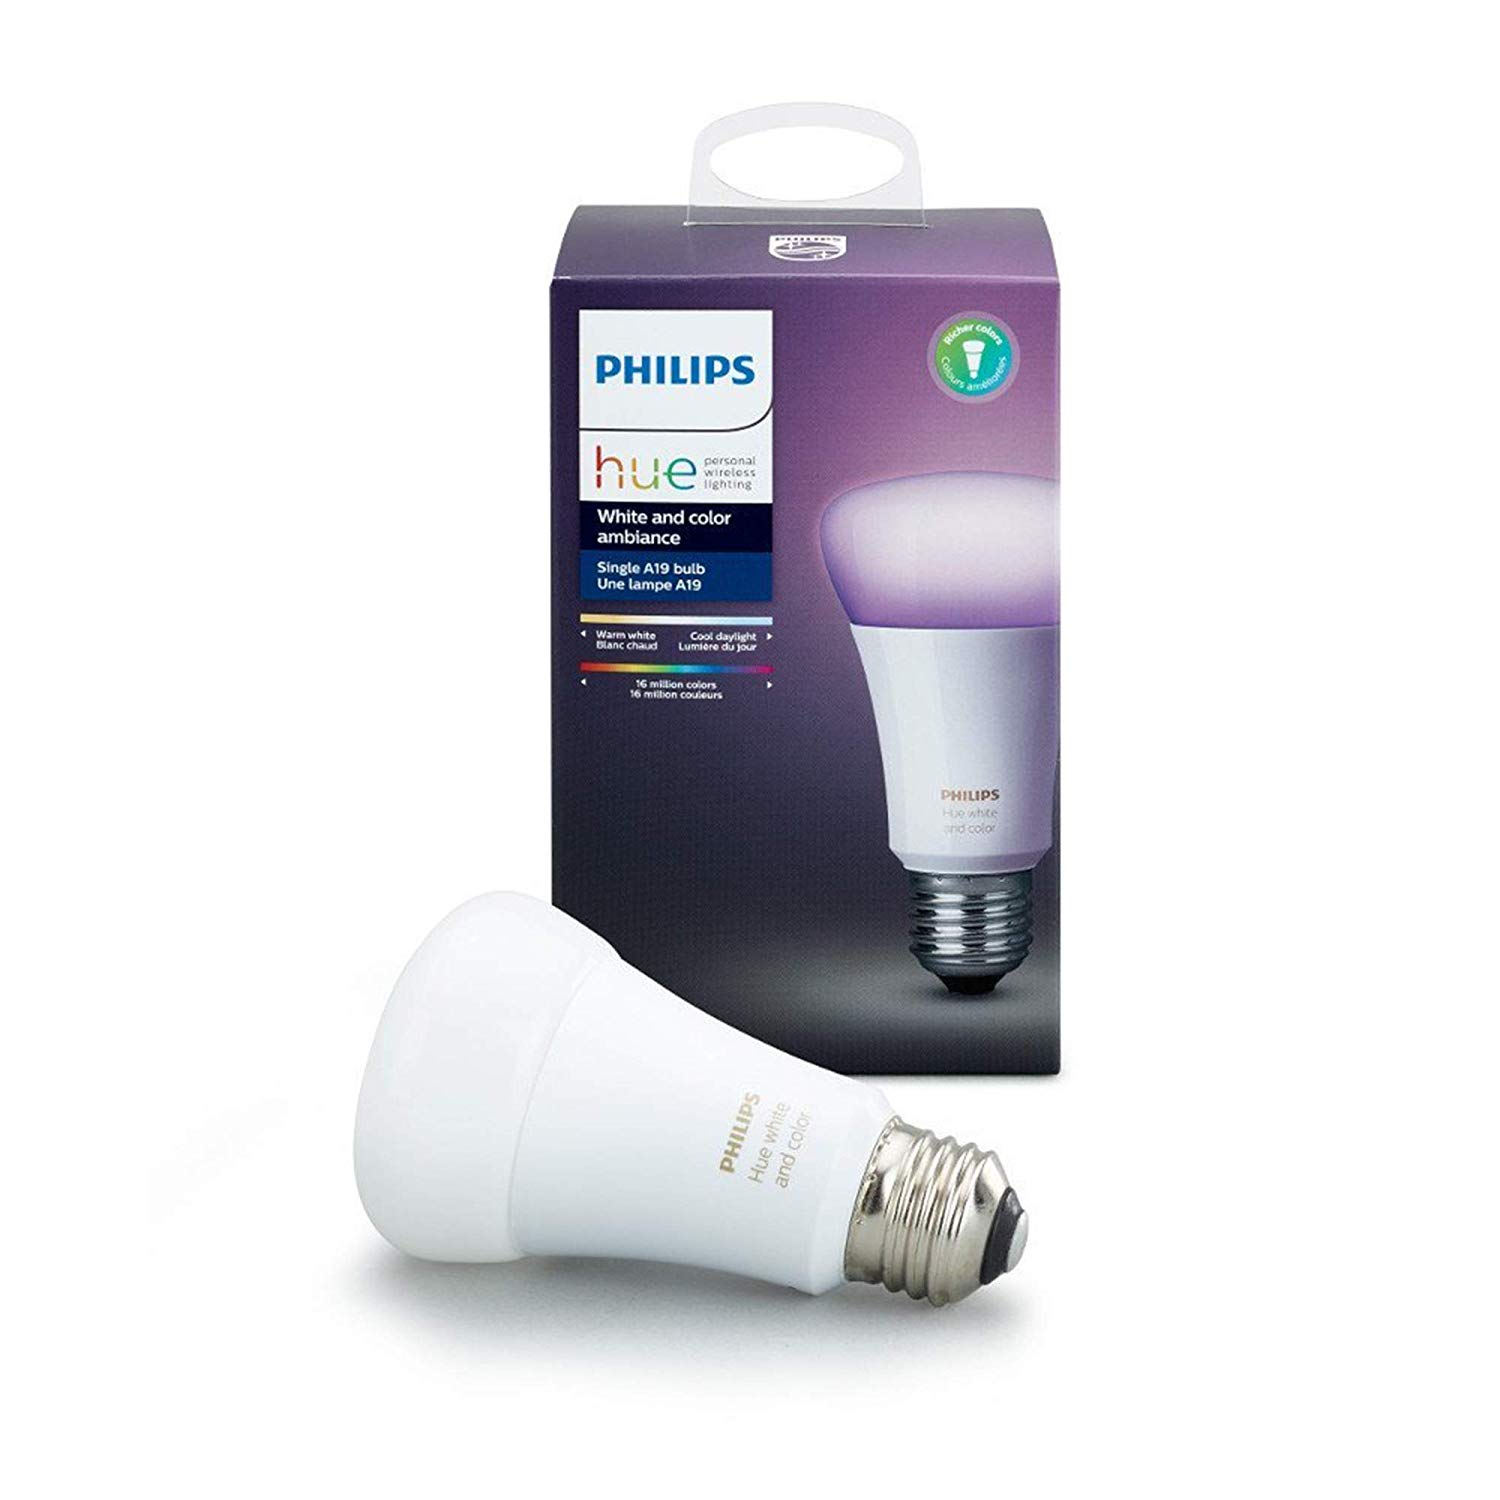 PHILIPS
Richer colors
Colours améliorées
PHILIPS
hue
personal
wireless
lighting
White and color
ambiance
Single A19 bulb
Une lampe A19
Warm white
Blanc chaud
Cool daylight
Lumière du jour
16 million colors
16 million couleurs
PHILIPS
Hue white
and color
PHILIPS
Hue white
and color